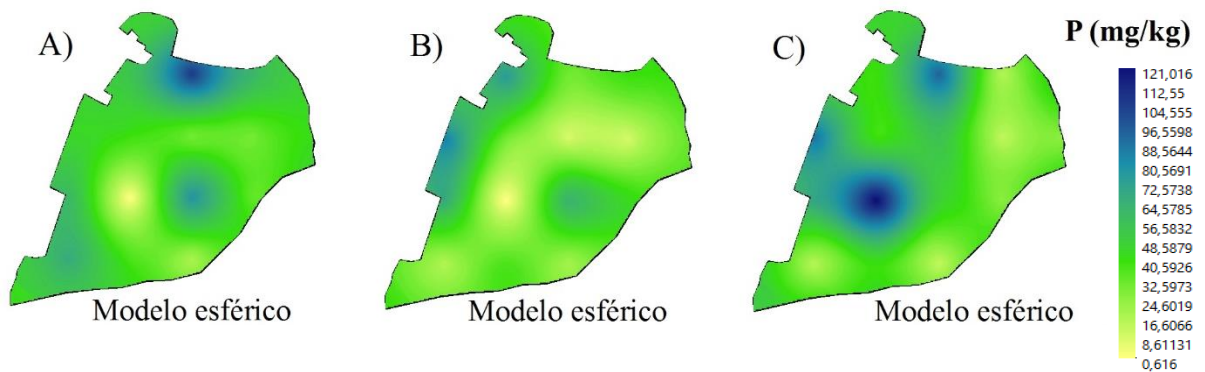 A)
B)
C)
P (mg/kg)
121,016
112,55
104,555
96,5598
88,5644
80,5691
72,5738
64,5785
56,5832
48,5879
40,5926
32,5973
24,6019
16,6066
8,61131
0,616
Modelo esférico
Modelo esférico
Modelo esférico